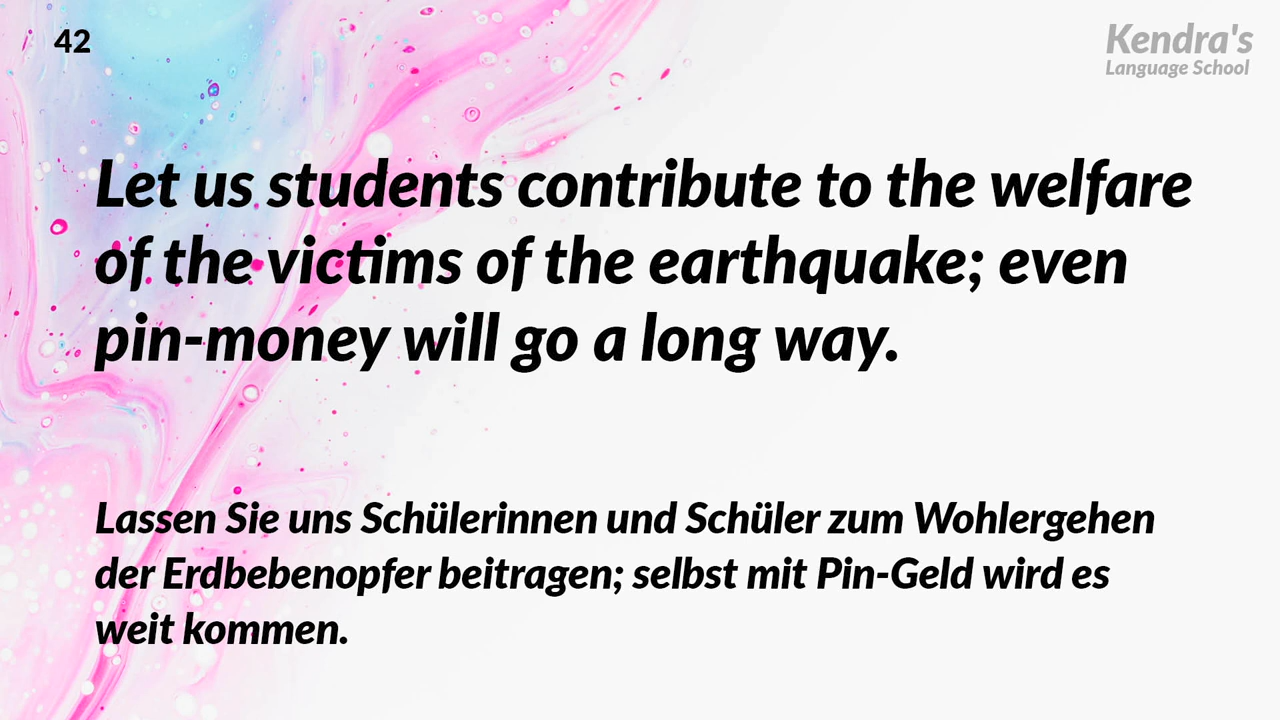 42
Kendra's
Language School
Let us students contribute to the welfare
of the victims of the earthquake; even
pin-money will go a long way.
Lassen Sie uns Schülerinnen und Schüler zum Wohlergehen
der Erdbebenopfer beitragen; selbst mit Pin-Geld wird es
weit kommen.